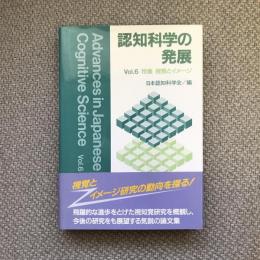 認知科学の
発展
Vol.6 特集 視覚とイメージ
日本認知科学会／編
Advances in Japanese
Cognitive Science Vol.6
視覚と
イメージ研究の動向を探る！
飛躍的な進歩をとげた視知覚研究を概観し、
今後の研究をも展望する気鋭の論文集